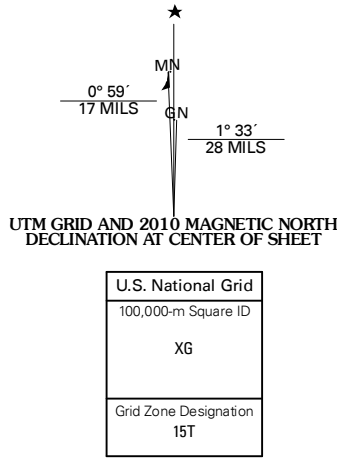 MN
0° 59´
17 MILS
GN
1° 33´
28 MILS
UTM GRID AND 2010 MAGNETIC NORTH
DECLINATION AT CENTER OF SHEET
U.S. National Grid
100,000-m Square ID
XG
Grid Zone Designation
15T